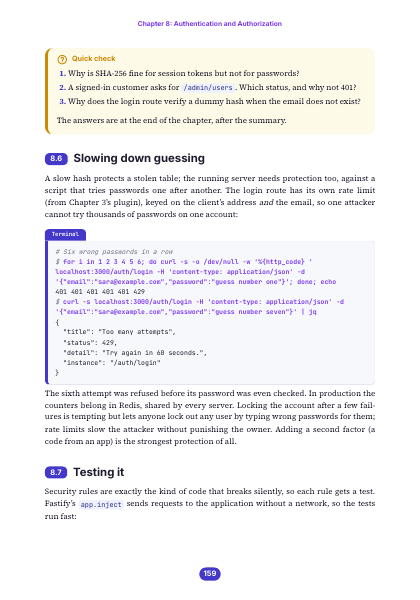 Chapter 8: Authentication and Authorization
Quick check
1. Why is SHA-256 fine for session tokens but not for passwords?
2. A signed-in customer asks for /admin/users. Which status, and why not 401?
3. Why does the login route verify a dummy hash when the email does not exist?
The answers are at the end of the chapter, after the summary.
8.6 Slowing down guessing
A slow hash protects a stolen table; the running server needs protection too, against a
script that tries passwords one after another. The login route has its own rate limit
(from Chapter 3's plugin), keyed on the client's address and the email, so one attacker
cannot try thousands of passwords on one account:
Terminal
# Six wrong passwords in a row
$ for i in 1 2 3 4 5 6; do curl -s -o /dev/null -w '%{http_code} '
localhost:3000/auth/login -H 'content-type: application/json' -d
'{"email":"sara@example.com","password":"guess number one"}'; done; echo
401 401 401 401 401 429
$ curl -s localhost:3000/auth/login -H 'content-type: application/json' -d
'{"email":"sara@example.com","password":"guess number seven"}' | jq
{
  "title": "Too many attempts",
  "status": 429,
  "detail": "Try again in 60 seconds.",
  "instance": "/auth/login"
}
The sixth attempt was refused before its password was even checked. In production the
counters belong in Redis, shared by every server. Locking the account after a few fail-
ures is tempting but lets anyone lock out any user by typing wrong passwords for them;
rate limits slow the attacker without punishing the owner. Adding a second factor (a
code from an app) is the strongest protection of all.
8.7 Testing it
Security rules are exactly the kind of code that breaks silently, so each rule gets a test.
Fastify's app.inject sends requests to the application without a network, so the tests
run fast:
159